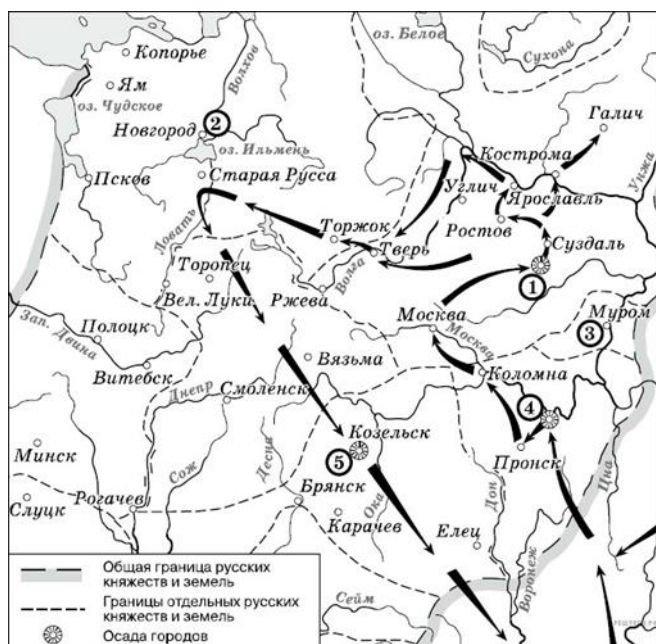 оз. Белое
Сухона
Копорье
Волхов
Ям
оз. Чудское
Галич
②
Новгород
оз. Ильмень
Кострома
Унжа
Псков
Старая Русса
Углич
Ярославль
Ловать
Торжок
Ростов
Суздаль
Тверь
Торопец
Волга
①
Вел. Луки
Ржева
Москва
Муром
Зап. Двина
Полоцк
Москва
③
Вязьма
Коломна
Витебск
Днепр
Смоленск
④
Козельск
Минск
Сож
Десна
⑤
Пронск
Цна
Слуцк
Рогачев
Брянск
Ока
Дон
Карачев
Елец
Воронеж
Сейм
Общая граница русских
княжеств и земель
Границы отдельных русских
княжеств и земель
Осада городов